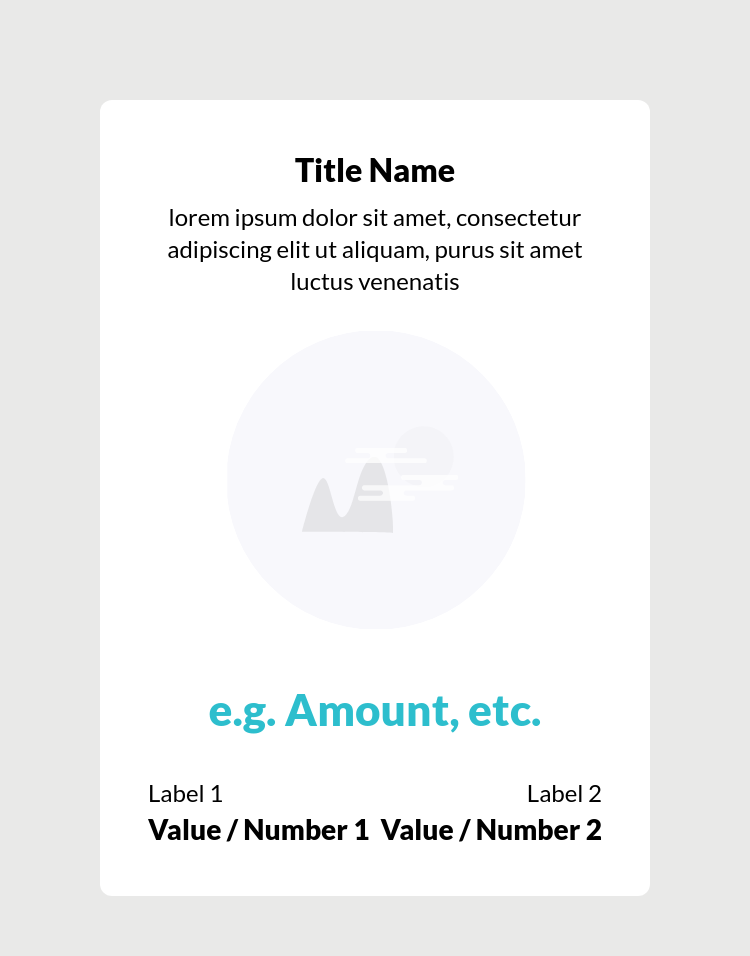 Title Name
lorem ipsum dolor sit amet, consectetur
adipiscing elit ut aliquam, purus sit amet
luctus venenatis
e.g. Amount, etc.
Label 1
Label 2
Value / Number 1
Value / Number 2